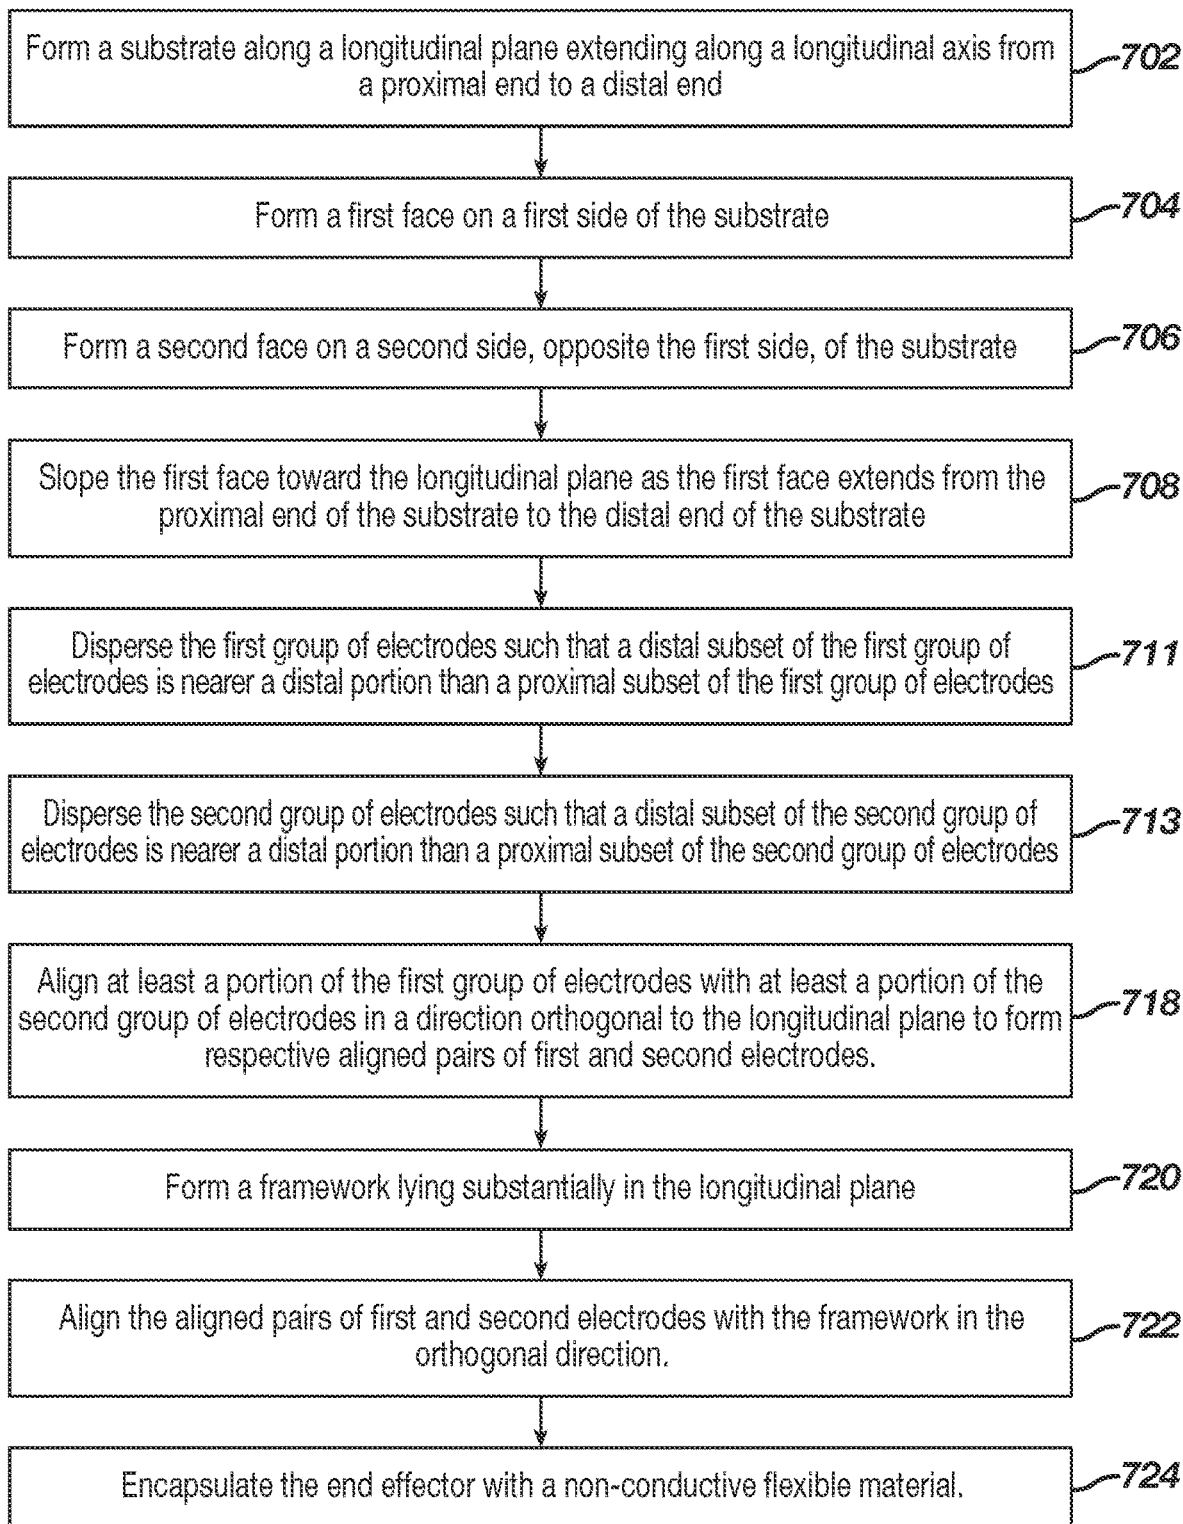 Form a substrate along a longitudinal plane extending along a longitudinal axis from
a proximal end to a distal end
702
Form a first face on a first side of the substrate
704
Form a second face on a second side, opposite the first side, of the substrate
706
Slope the first face toward the longitudinal plane as the first face extends from the
proximal end of the substrate to the distal end of the substrate
708
Disperse the first group of electrodes such that a distal subset of the first group of
electrodes is nearer a distal portion than a proximal subset of the first group of electrodes
711
Disperse the second group of electrodes such that a distal subset of the second group of
electrodes is nearer a distal portion than a proximal subset of the second group of electrodes
713
Align at least a portion of the first group of electrodes with at least a portion of the
second group of electrodes in a direction orthogonal to the longitudinal plane to form
respective aligned pairs of first and second electrodes.
718
Form a framework lying substantially in the longitudinal plane
720
Align the aligned pairs of first and second electrodes with the framework in the
orthogonal direction.
722
Encapsulate the end effector with a non-conductive flexible material.
724